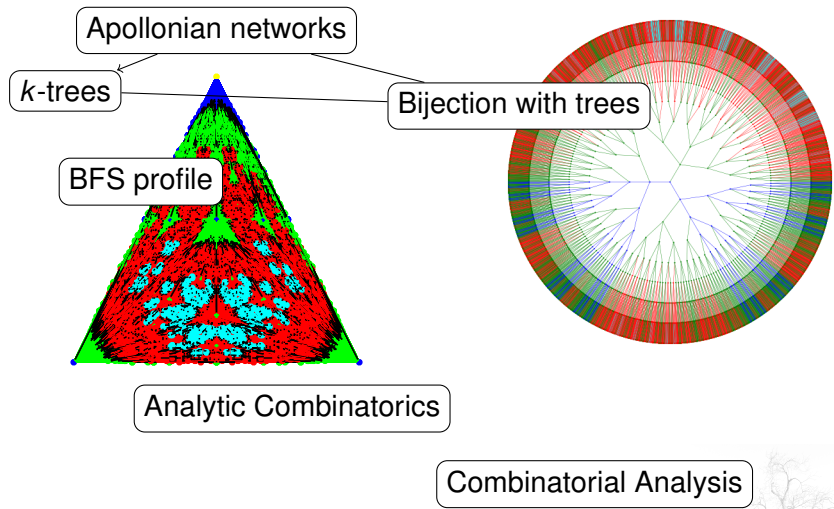 Apollonian networks
k-trees
Bijection with trees
BFS profile
Analytic Combinatorics
Combinatorial Analysis